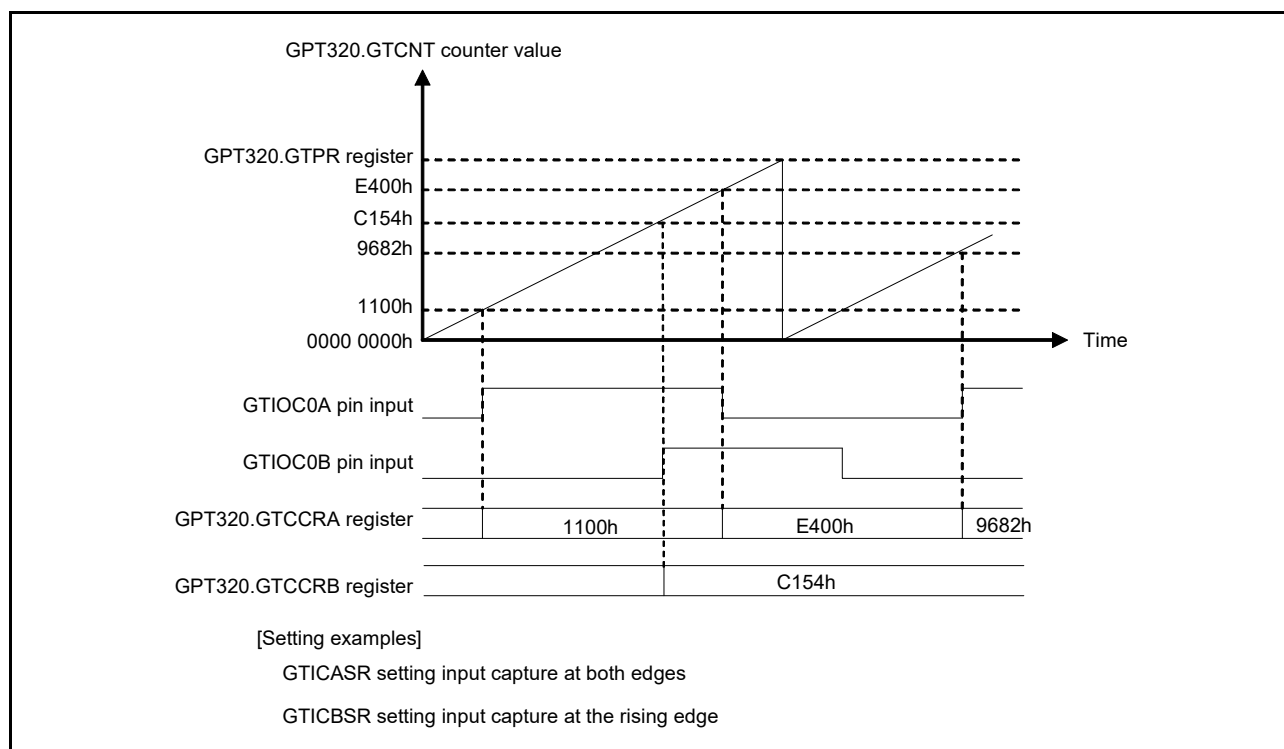 GPT320.GTCNT counter value
GPT320.GTPR register
E400h
C154h
9682h
1100h
0000 0000h
Time
GTIOC0A pin input
GTIOC0B pin input
GPT320.GTCCRA register
1100h
E400h
9682h
GPT320.GTCCRB register
C154h
[Setting examples]
GTICASR setting input capture at both edges
GTICBSR setting input capture at the rising edge